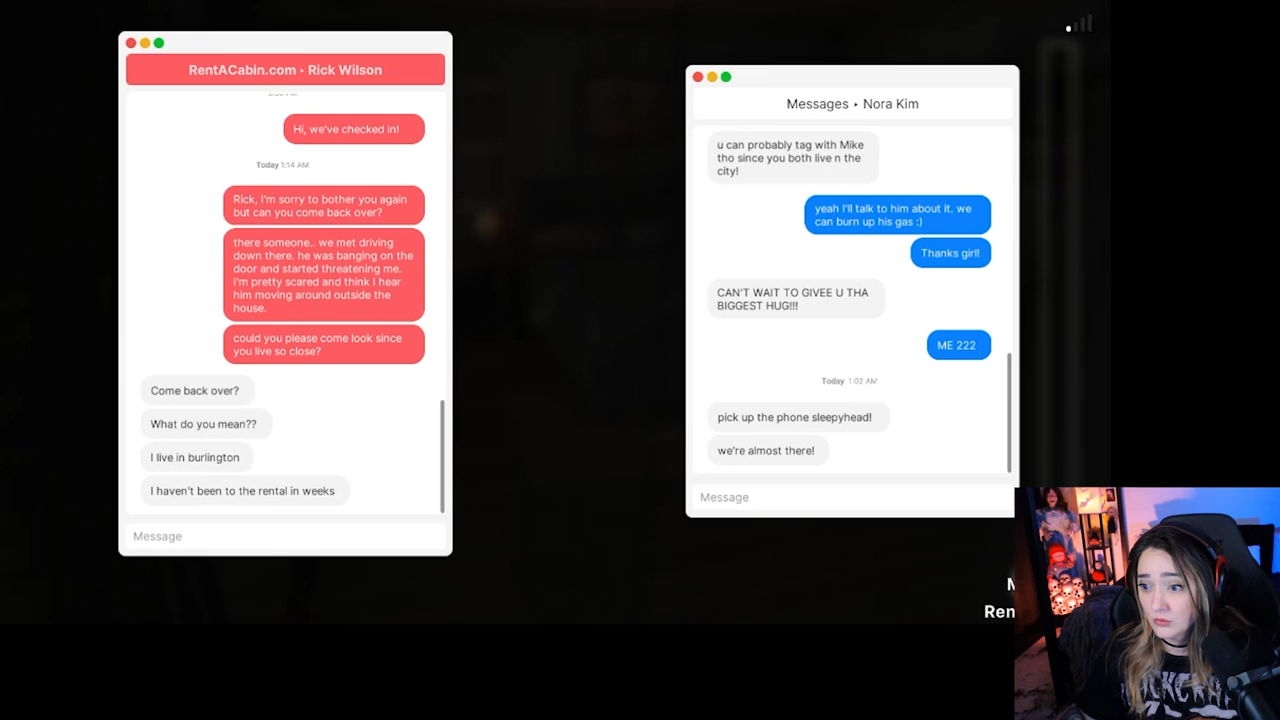 RentACabin.com ▸ Rick Wilson
Hi, we've checked in!
Today 1:14 AM
Rick, I'm sorry to bother you again
but can you come back over?
there someone.. we met driving
down there. he was banging on the
door and started threatening me.
I'm pretty scared and think I hear
him moving around outside the
house.
could you please come look since
you live so close?
Come back over?
What do you mean??
I live in burlington
I haven't been to the rental in weeks
Message
Messages ▸ Nora Kim
u can probably tag with Mike
tho since you both live n the
city!
yeah I'll talk to him about it. we
can burn up his gas :)
Thanks girl!
CAN'T WAIT TO GIVEE U THA
BIGGEST HUG!!!
ME 222
Today 1:02 AM
pick up the phone sleepyhead!
we're almost there!
Message
Ren